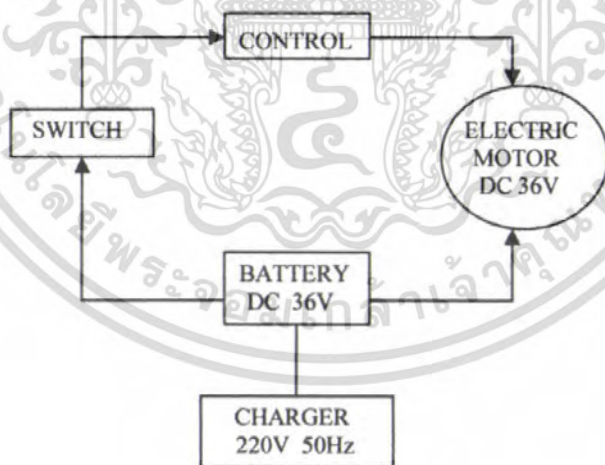 CONTROL
SWITCH
ELECTRIC
MOTOR
DC 36V
BATTERY
DC 36V
CHARGER
220V 50Hz